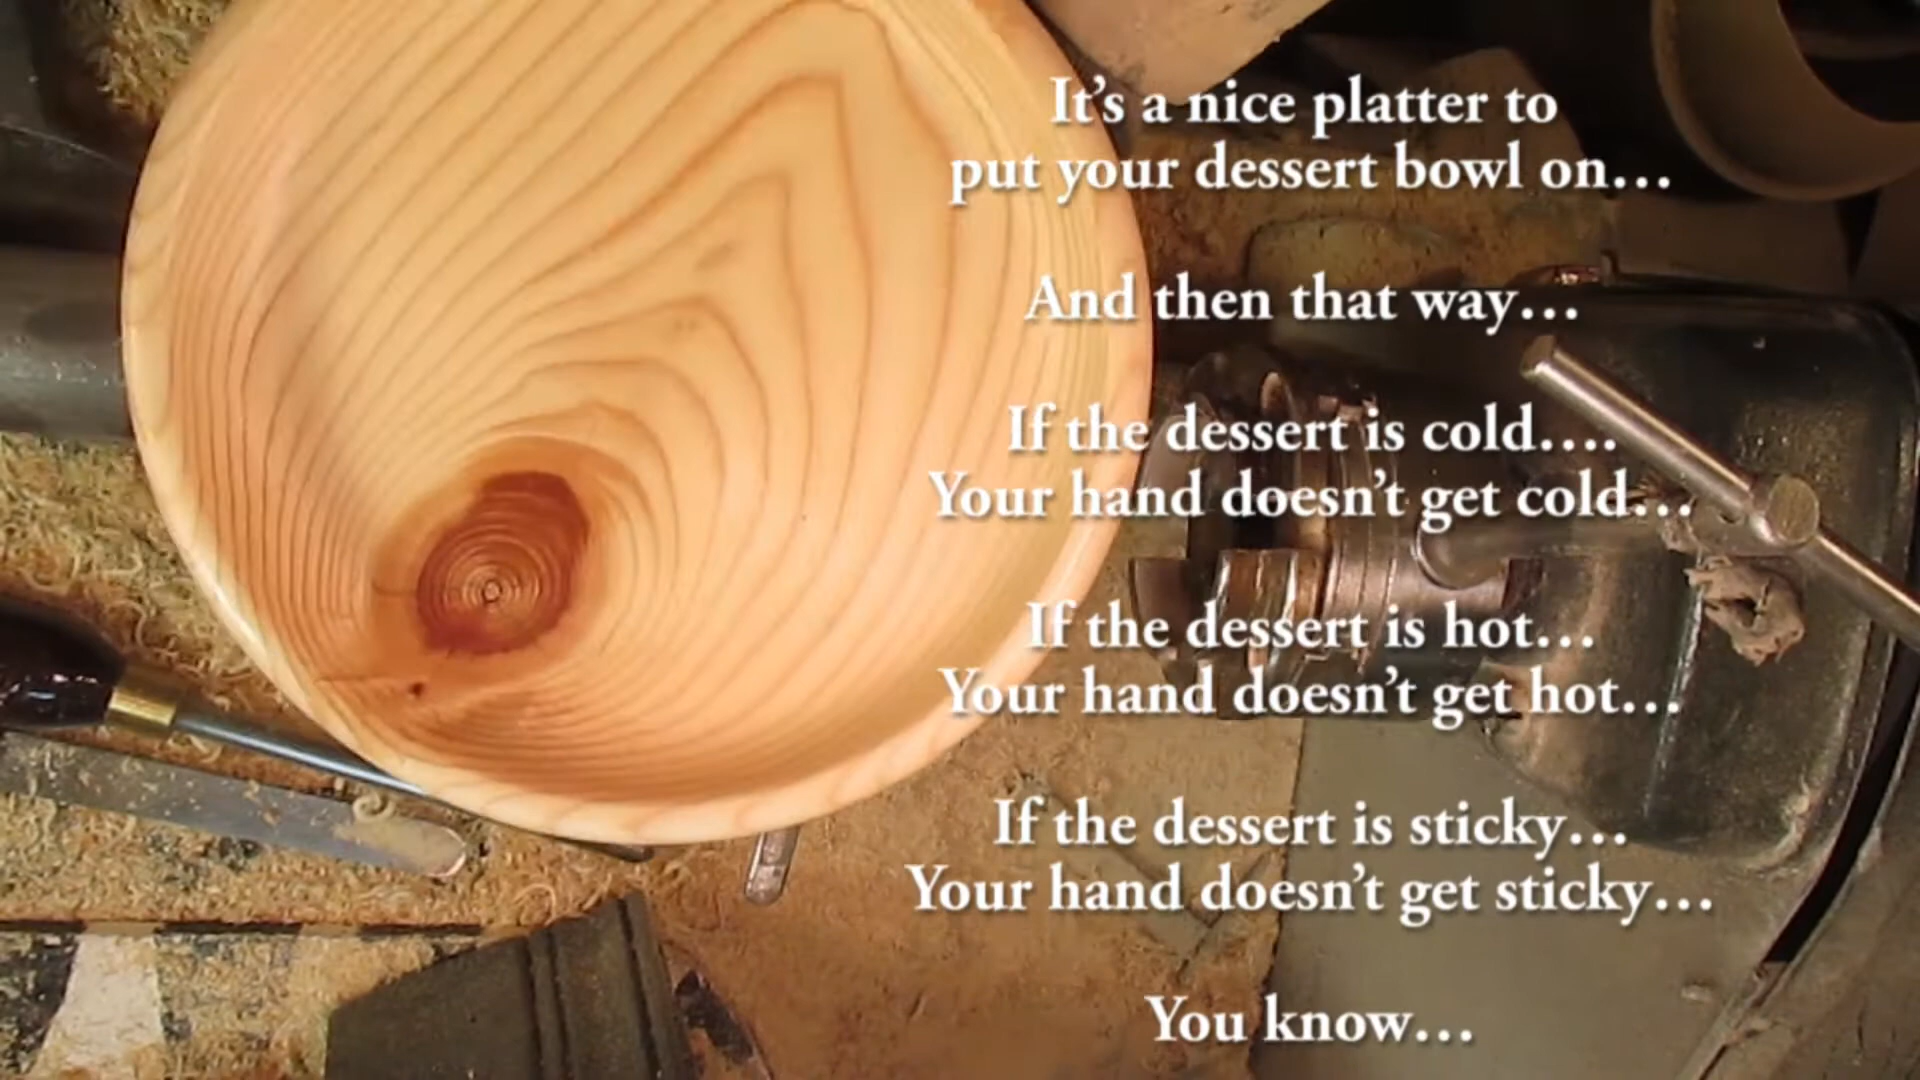 It's a nice platter to
put your dessert bowl on…
And then that way…
If the dessert is cold….
Your hand doesn't get cold…
If the dessert is hot…
Your hand doesn't get hot…
If the dessert is sticky…
Your hand doesn't get sticky…
You know…